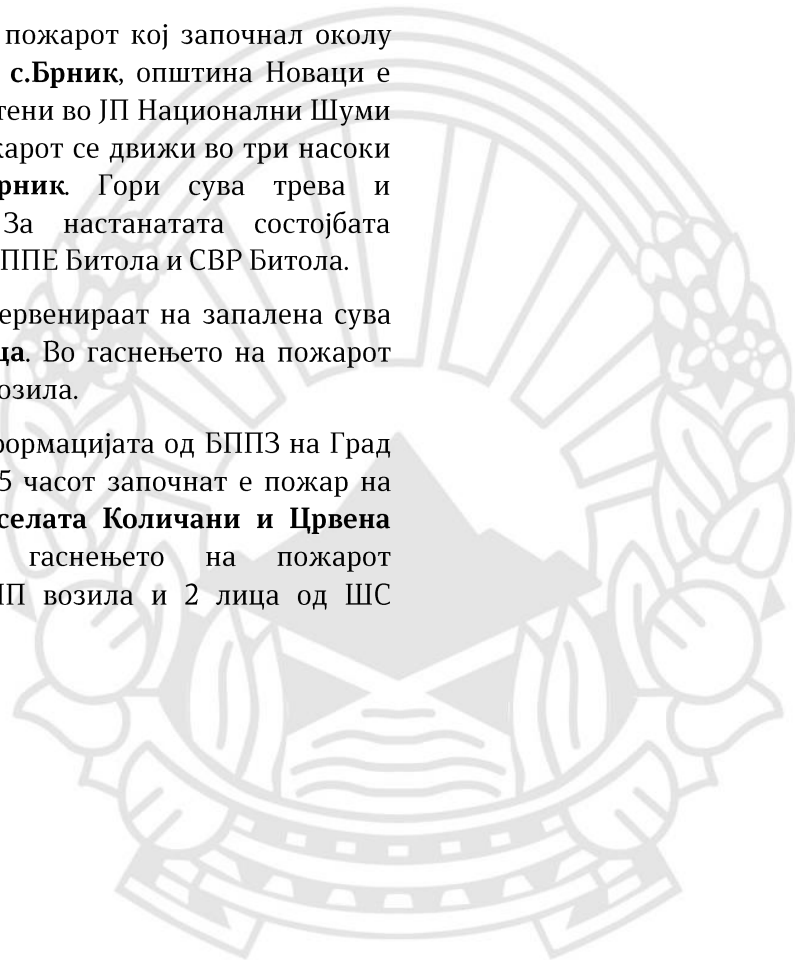 пожарот кој започнал околу
с.Брник, општина Новаци е
тени во ЈП Национални Шуми
карот се движи во три насоки
рник. Гори сува трева и
За настанатата состојбата
ППЕ Битола и СВР Битола.
ервенираат на запалена сува
ца. Во гаснењето на пожарот
озила.
формацијата од БППЗ на Град
5 часот започнат е пожар на
селата Количани и Црвена
гаснењето на пожарот
ПП возила и 2 лица од ШС